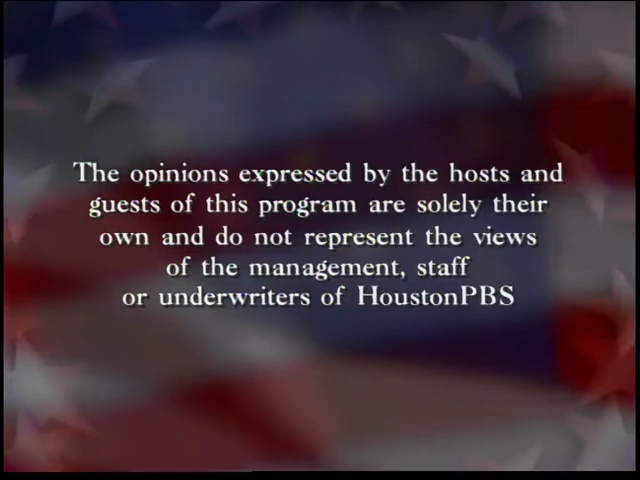 The opinions expressed by the hosts and
guests of this program are solely their
own and do not represent the views
of the management, staff
or underwriters of HoustonPBS